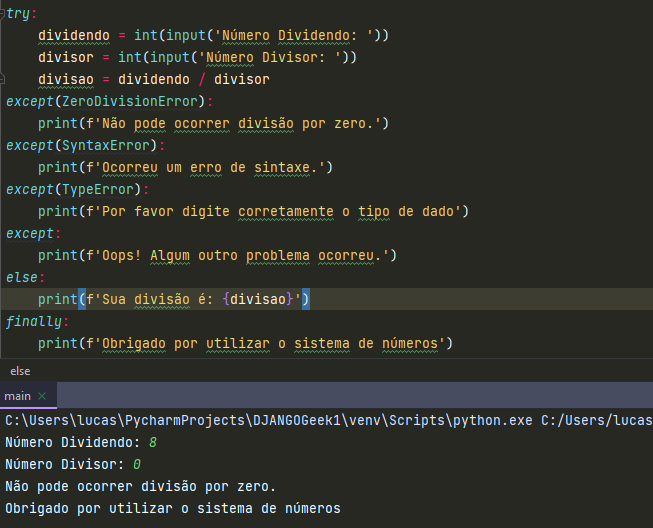 try:
    dividendo = int(input('Número Dividendo: '))
    divisor = int(input('Número Divisor: '))
    divisao = dividendo / divisor
except(ZeroDivisionError):
    print(f'Não pode ocorrer divisão por zero.')
except(SyntaxError):
    print(f'Ocorreu um erro de sintaxe.')
except(TypeError):
    print(f'Por favor digite corretamente o tipo de dado')
except:
    print(f'Oops! Algum outro problema ocorreu.')
else:
    print(f'Sua divisão é: {divisao}')
finally:
    print(f'Obrigado por utilizar o sistema de números')
else
main ×
C:\Users\lucas\PycharmProjects\DJANGOGeek1\venv\Scripts\python.exe C:/Users/lucas
Número Dividendo: 8
Número Divisor: 0
Não pode ocorrer divisão por zero.
Obrigado por utilizar o sistema de números